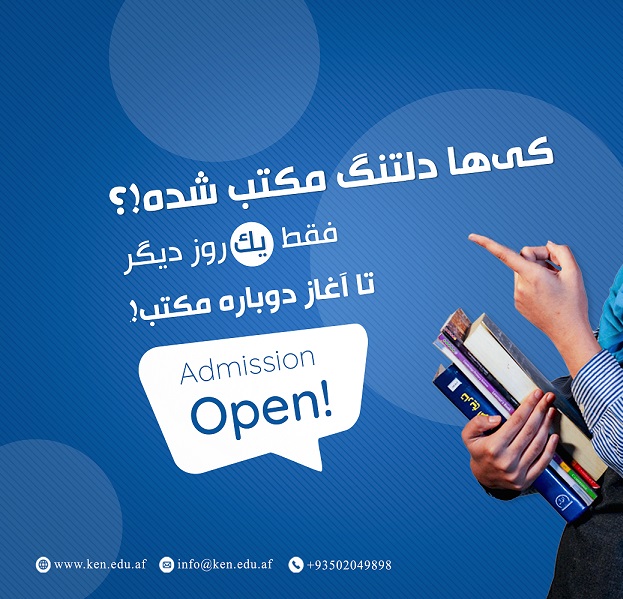 کی‌ها دلتنگ مکتب شده!؟
فقط یك روز دیگر
تا آغاز دوباره مکتب!
Admission
Open!
www.ken.edu.af info@ken.edu.af +93502049898